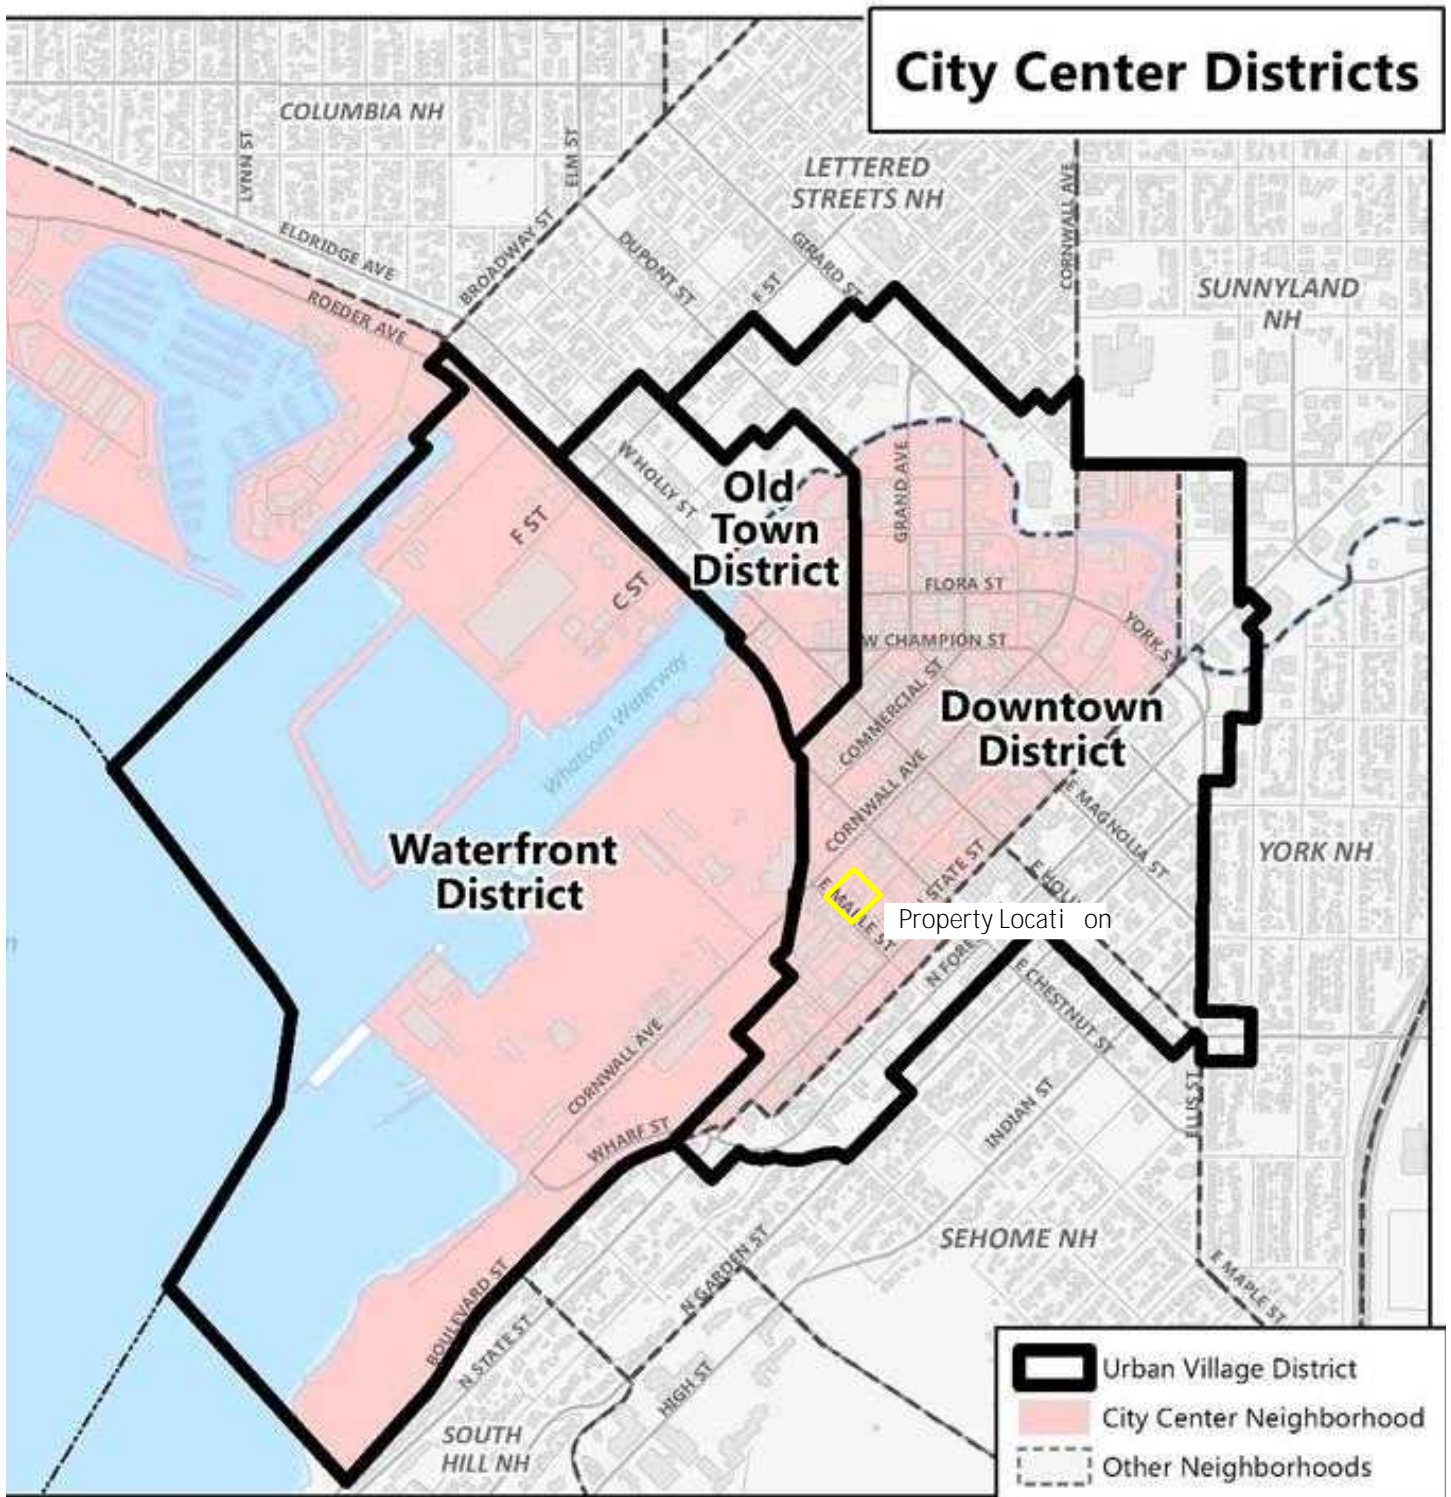 City Center Districts
COLUMBIA NH
LYNN ST
ELM ST
LETTERED
STREETS NH
CORNWALL AVE
ELDRIDGE AVE
BROADWAY ST
DUPONT ST
F ST
GIRARD ST
SUNNYLAND
NH
ROEDER AVE
W HOLLY ST
Old
Town
District
GRAND AVE
F ST
C ST
FLORA ST
YORK S
W CHAMPION ST
Whatcom Waterway
COMMERCIAL ST
Downtown
District
CORNWALL AVE
E MAGNOLIA ST
Waterfront
District
STATE ST
E HOLL
YORK NH
E MAPLE ST
Property Locati on
N FORE
E CHESTNUT ST
CORNWALL AVE
WHARF ST
INDIAN ST
ELLIS ST
SEHOME NH
N GARDEN ST
BOULEVARD ST
N STATE ST
E MAPLE ST
HIGH ST
SOUTH
HILL NH
Urban Village District
City Center Neighborhood
Other Neighborhoods